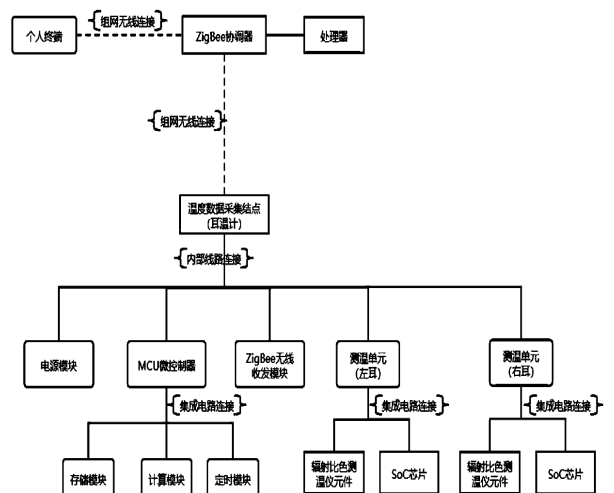 组网无线连接
个人终端
ZigBee协调器
处理器
组网无线连接
温度数据采集结点
(耳温计)
内部线路连接
电源模块
MCU微控制器
ZigBee无线
收发模块
测温单元
(左耳)
测温单元
(右耳)
集成电路连接
集成电路连接
集成电路连接
存储模块
计算模块
定时模块
辐射比色测
温仪元件
SoC芯片
辐射比色测
温仪元件
SoC芯片